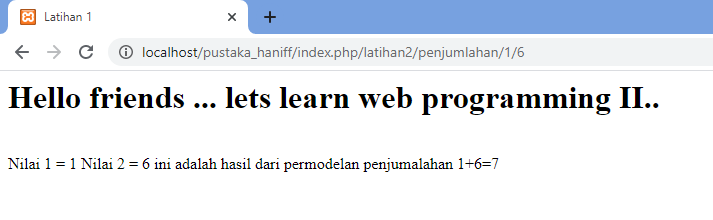 Latihan 1
localhost/pustaka_haniff/index.php/latihan2/penjumlahan/1/6
Hello friends ... lets learn web programming II..
Nilai 1 = 1 Nilai 2 = 6 ini adalah hasil dari permodelan penjumalahan 1+6=7